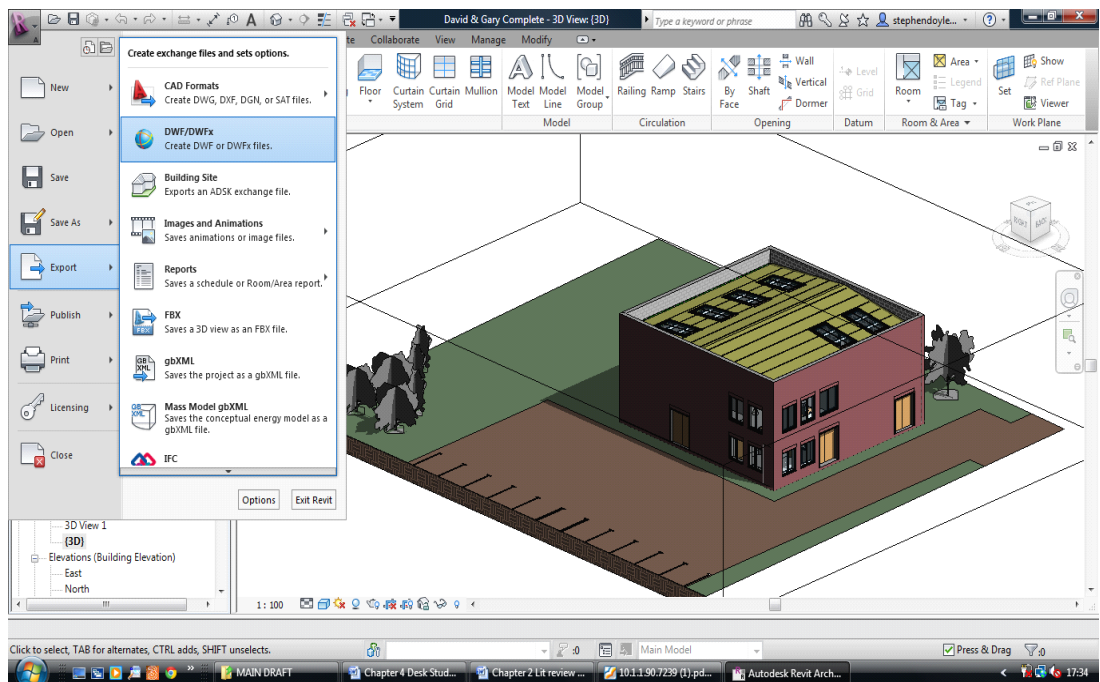 David & Gary Complete - 3D View: {3D}
Type a keyword or phrase
stephendoyle...
Collaborate View Manage Modify
New
Open
Save
Save As
Export
Publish
Print
Licensing
Close
Create exchange files and sets options.
CAD Formats
Create DWG, DXF, DGN, or SAT files.
DWF/DWFx
Create DWF or DWFx files.
Building Site
Exports an ADSK exchange file.
Images and Animations
Saves animations or image files.
Reports
Saves a schedule or Room/Area report.
FBX
Saves a 3D view as an FBX file.
gbXML
Saves the project as a gbXML file.
Mass Model gbXML
Saves the conceptual energy model as a
gbXML file.
IFC
Options Exit Revit
Floor
Curtain System
Curtain Grid
Mullion
Model Text
Model Line
Model Group
Model
Railing Ramp Stairs
Circulation
By Face
Shaft
Wall
Vertical
Dormer
Opening
Level
Grid
Datum
Room
Area
Legend
Tag
Room & Area
Set
Show
Ref Plane
Viewer
Work Plane
RIGHT BACK
3D View 1
{3D}
Elevations (Building Elevation)
East
North
1 : 100
Click to select, TAB for alternates, CTRL adds, SHIFT unselects.
:0
Main Model
Press & Drag
:0
MAIN DRAFT
Chapter 4 Desk Stud...
Chapter 2 Lit review ...
10.1.1.90.7239 (1).pd...
Autodesk Revit Arch...
17:34